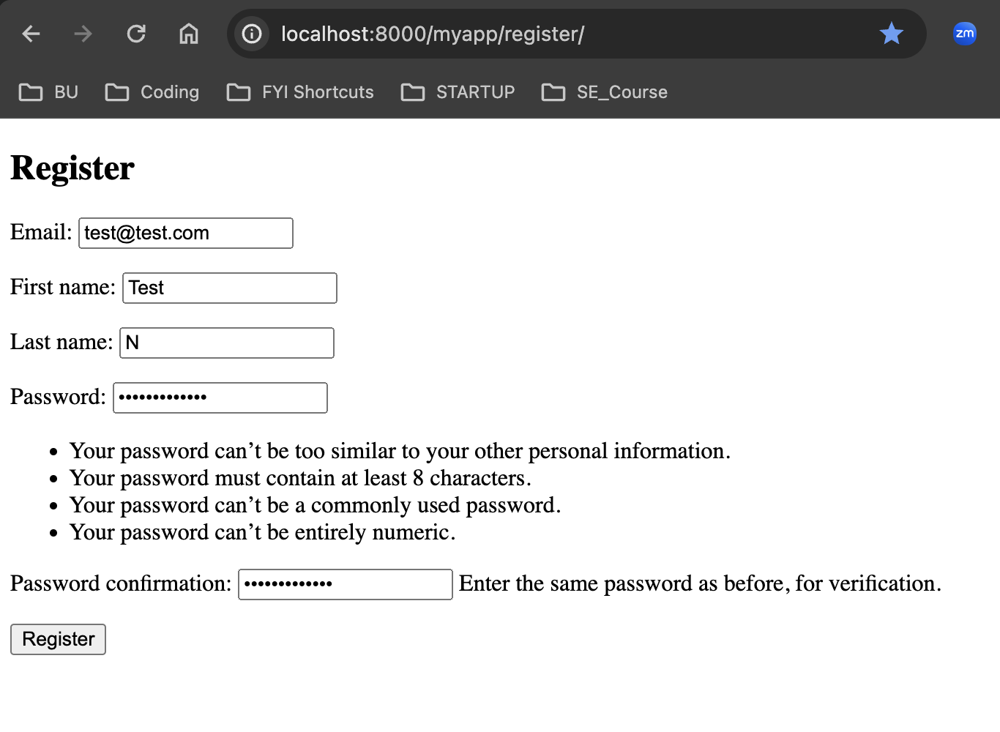 localhost:8000/myapp/register/
zm
BU Coding FYI Shortcuts STARTUP SE_Course
Register
Email: test@test.com
First name: Test
Last name: N
Password: •••••••••••••
• Your password can’t be too similar to your other personal information.
• Your password must contain at least 8 characters.
• Your password can’t be a commonly used password.
• Your password can’t be entirely numeric.
Password confirmation: ••••••••••••• Enter the same password as before, for verification.
Register